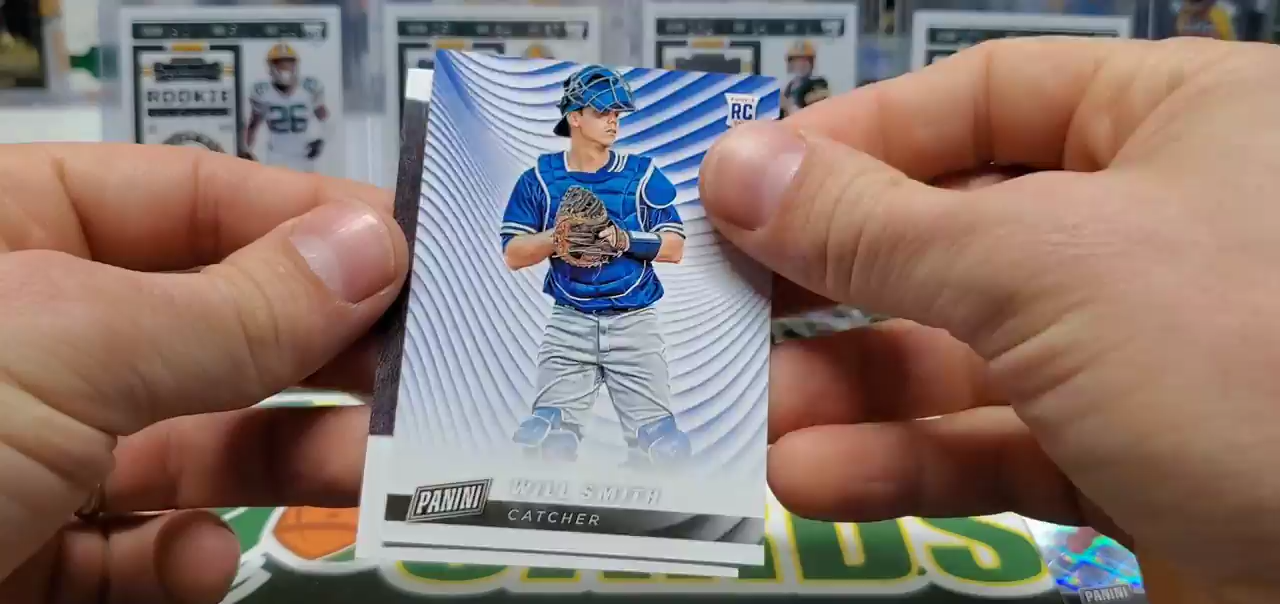 ROOKIE
26
RC
WILL SMITH
PANINI
CATCHER
CARDS
PANINI